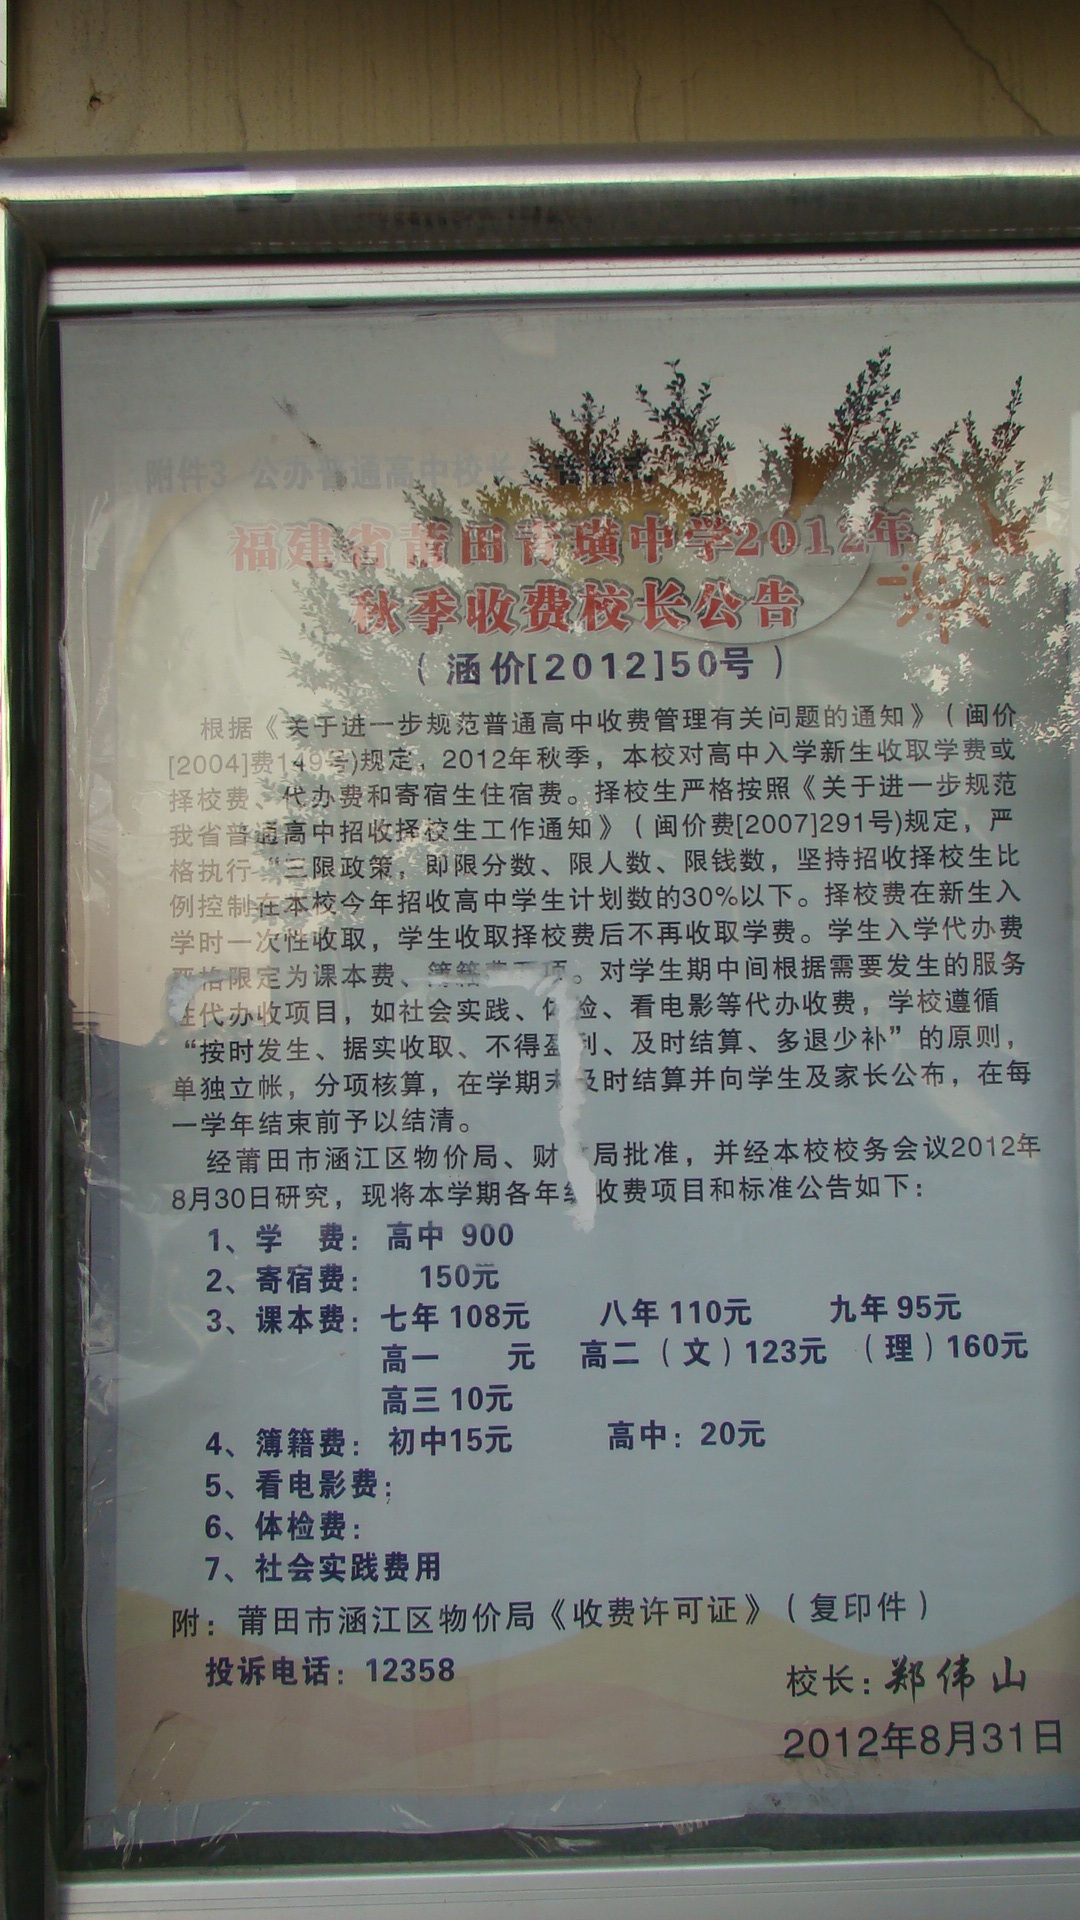 附件3 公办普通高中校长
福建省莆田青璜中学2012年
秋季收费校长公告
（涵价[2012]50号）
根据《关于进一步规范普通高中收费管理有关问题的通知》（闽价
[2004]费149号)规定，2012年秋季，本校对高中入学新生收取学费或
择校费、代办费和寄宿生住宿费。择校生严格按照《关于进一步规范
我省普通高中招收择校生工作通知》（闽价费[2007]291号)规定，严
格执行“三限政策，即限分数、限人数、限钱数，坚持招收择校生比
例控制在本校今年招收高中学生计划数的30%以下。择校费在新生入
学时一次性收取，学生收取择校费后不再收取学费。学生入学代办费
严格限定为课本费、簿籍费两项。对学生期中间根据需要发生的服务
性代办收项目，如社会实践、体检、看电影等代办收费，学校遵循
“按时发生、据实收取、不得盈利、及时结算、多退少补”的原则，
单独立帐，分项核算，在学期末及时结算并向学生及家长公布，在每
一学年结束前予以结清。
经莆田市涵江区物价局、财 局批准，并经本校校务会议2012年
8月30日研究，现将本学期各年级收费项目和标准公告如下：
1、学 费：高中 900
2、寄宿费： 150元
3、课本费：七年 108元 八年 110元 九年 95元
高一 元 高二（文）123元 （理）160元
高三 10元
4、簿籍费： 初中15元 高中：20元
5、看电影费：
6、体检费：
7、社会实践费用
附：莆田市涵江区物价局《收费许可证》（复印件）
投诉电话：12358
校长：郑伟山
2012年8月31日